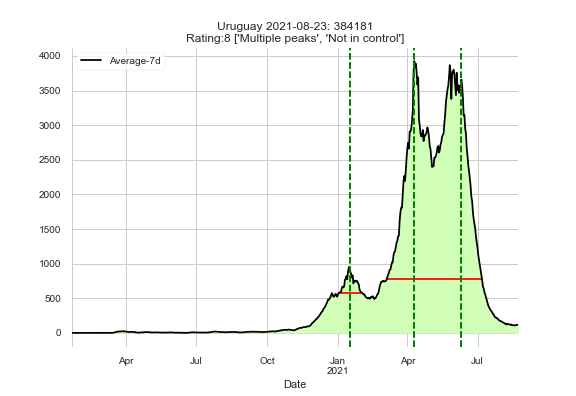 Uruguay 2021-08-23: 384181
Rating:8 ['Multiple peaks', 'Not in control']
Average-7d
4000
3500
3000
2500
2000
1500
1000
500
0
Apr Jul Oct Jan Apr Jul
2021
Date